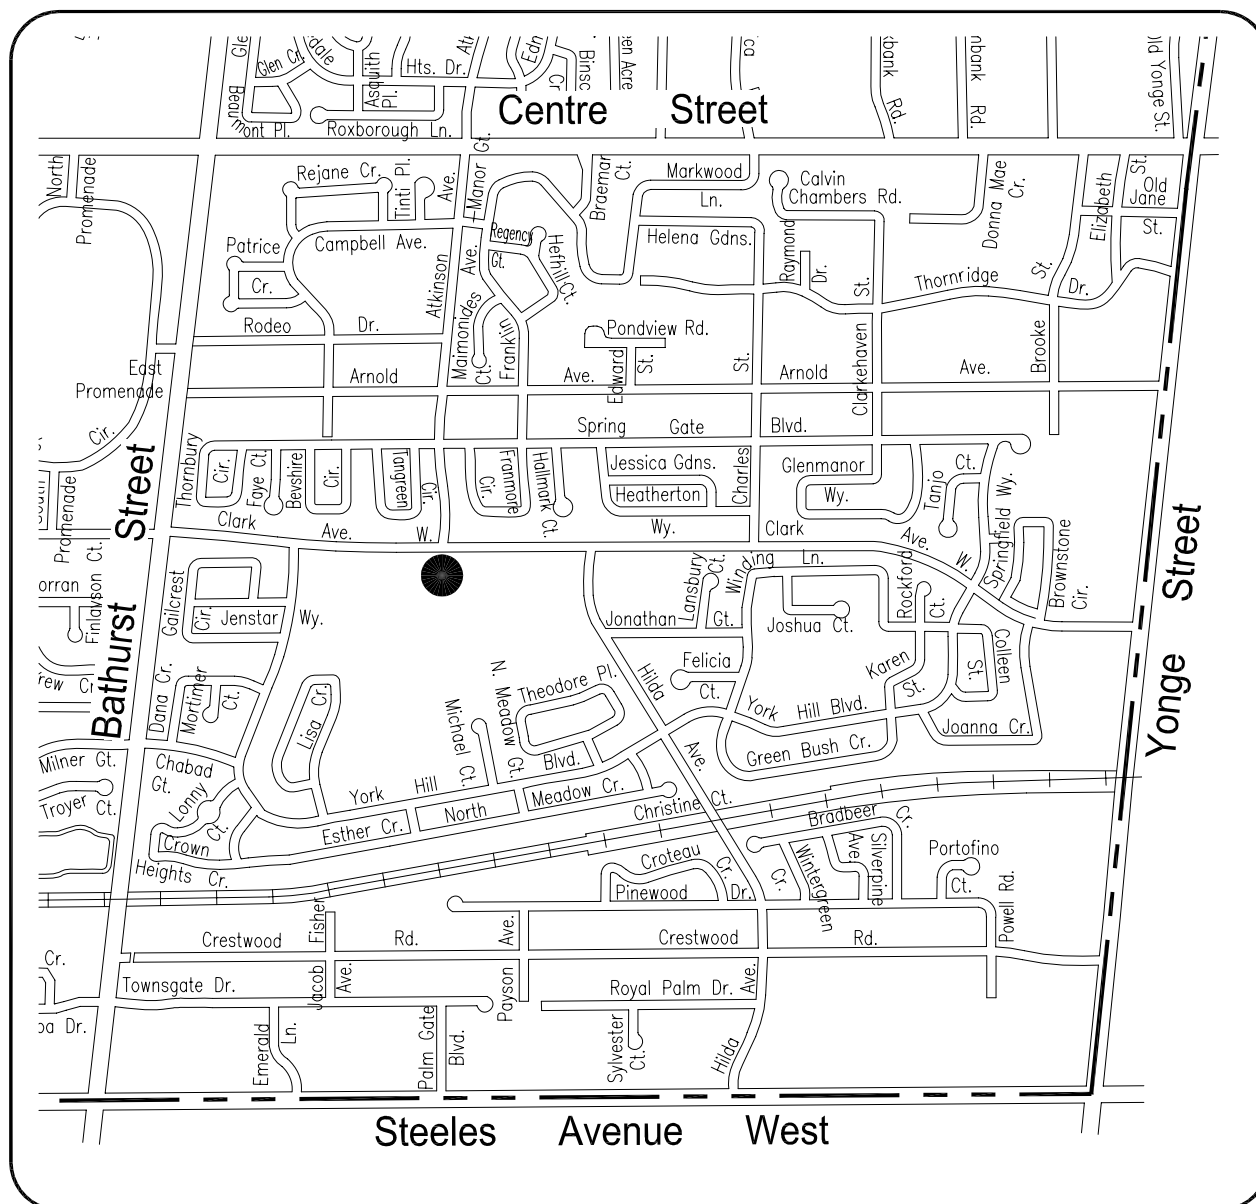 Glen Cr.
Asquith
Pl.
Hts. Dr.
Beaumont Pl.
Roxborough Ln.
Centre Street
North
Promenade
Rejane Cr.
Tinti Pl.
Ave.
Manor
Gt.
Braemar
Ct.
Markwood
Ln.
Calvin
Chambers Rd.
Donna Mae
Cr.
Elizabeth
St.
Old
Jane
St.
Old Yonge St.
Rd.
Rd.
Patrice
Cr.
Campbell Ave.
Atkinson
Ave.
Regency
Gt.
Hefhill Ct.
Helena Gdns.
Raymond
Dr.
St.
Thornridge
St.
Dr.
Rodeo Dr.
Maimonides
Ct.
Franklin
Pondview Rd.
Edward
St.
St.
Clarkehaven
Brooke
East
Promenade
Cir.
Arnold Ave. Arnold Ave.
Spring Gate Blvd.
Thornbury
Cir.
Faye Ct.
Bevshire
Cir.
Tangreen
Cir.
Franmore
Cir.
Hallmark Ct.
Jessica Gdns.
Heatherton
Wy.
Charles
Glenmanor
Wy.
Tanjo
Ct.
Springfield Wy.
Brownstone
Cir.
Promenade
Ct.
Bathurst Street
Clark Ave. W.
Clark Ave. W.
Yonge Street
Finlayson
Gailcrest
Cir.
Jenstar Wy.
Jonathan Gt.
Lansbury
Ct.
Winding Ln.
Joshua Ct.
Rockford
Ct.
Karen
St.
Colleen
St.
Felicia
Ct.
Dana Cr.
Mortimer
Ct.
Lisa Cr.
Michael Ct.
N. Meadow Gt.
Theodore Pl.
Hilda
Ave.
York Hill Blvd.
Green Bush Cr.
Joanna Cr.
Milner Gt.
Troyer Ct.
Chabad
Gt.
Lonny
Ct.
Crown
Heights Cr.
York Hill Blvd.
Esther Cr.
North Meadow Cr.
Christine Ct.
Bradbeer Cr.
Croteau Cr.
Pinewood Dr.
Cr.
Wintergreen
Ave.
Silverpine
Portofino
Ct.
Powell Rd.
Cr.
Crestwood Rd.
Fisher
Jacob
Ave.
Ave.
Payson
Crestwood Rd.
Townsgate Dr.
Royal Palm Dr.
Ave.
Hilda
Emerald
Ln.
Palm Gate
Blvd.
Sylvester
Ct.
Steeles Avenue West